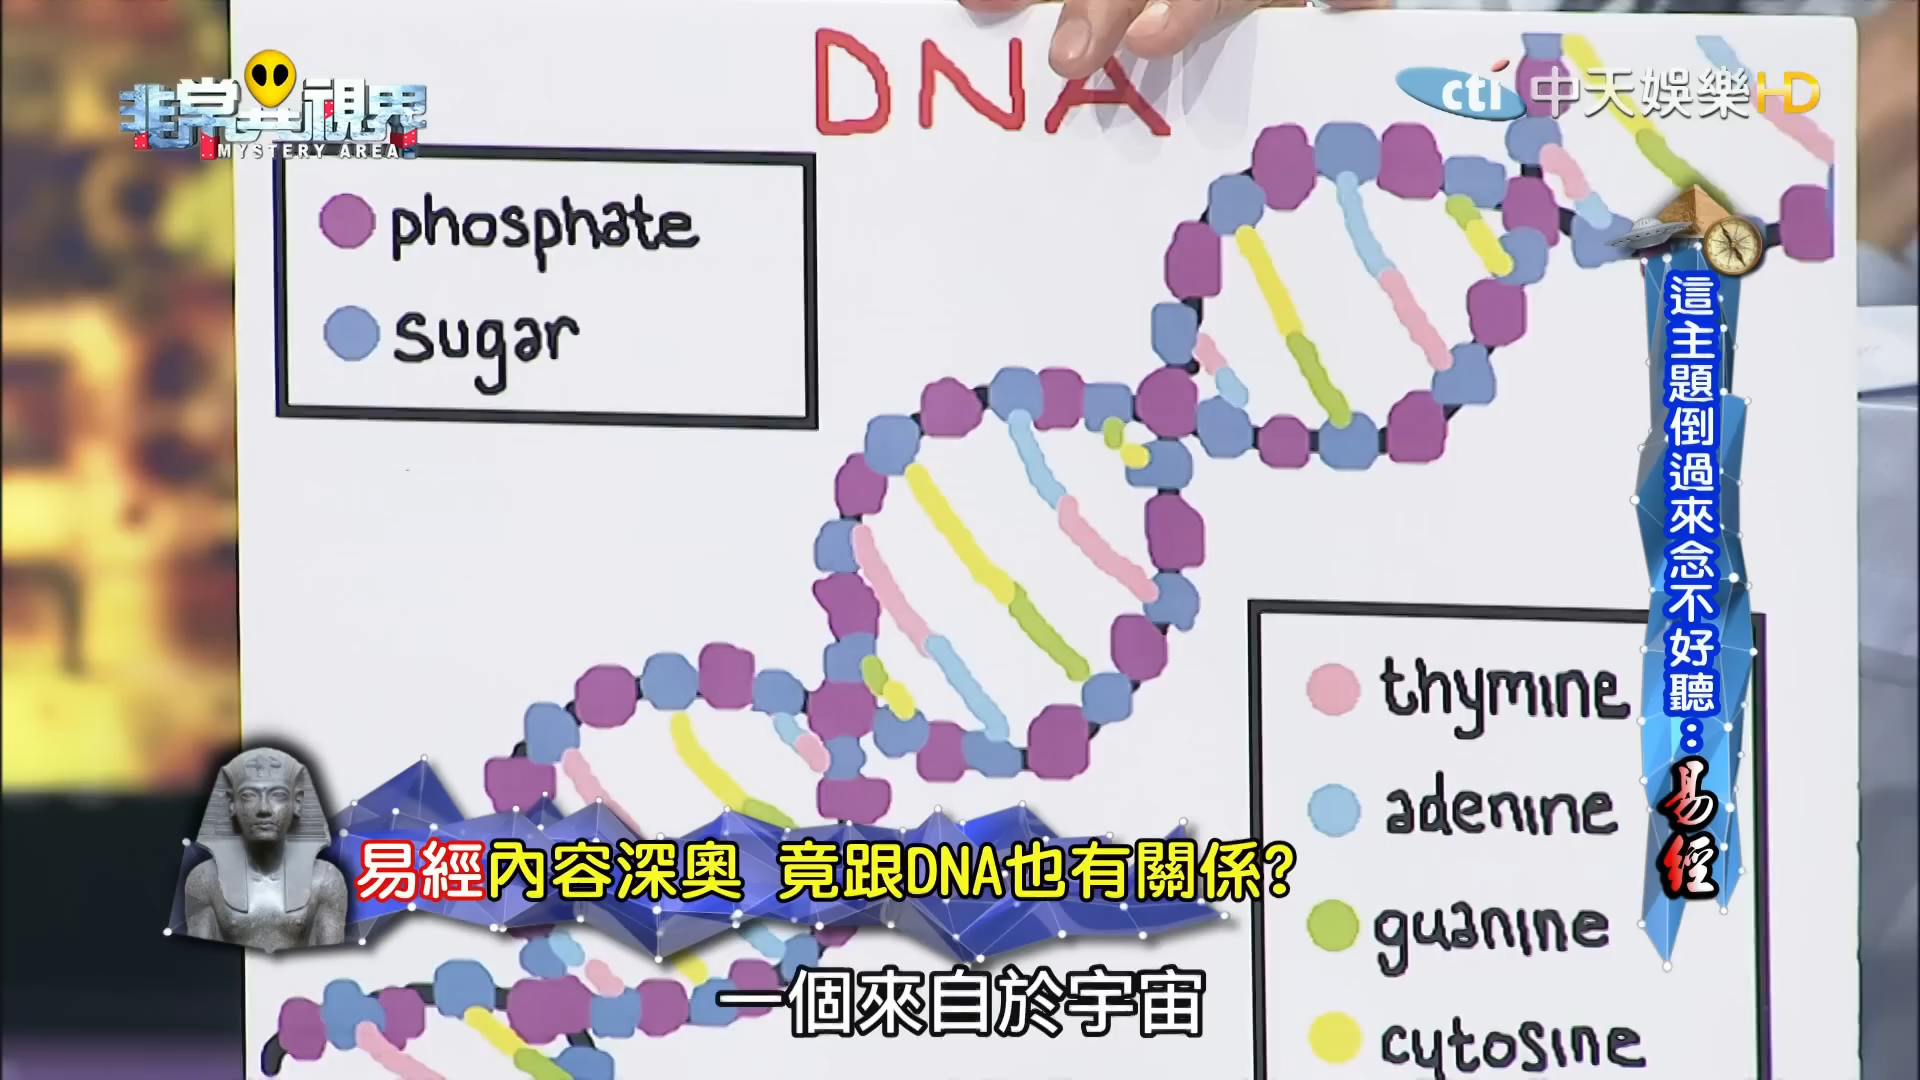 DNA
非常異視界
MYSTERY AREA
cti 中天娛樂HD
phosphate
sugar
這主題倒過來念不好聽：易經
thymine
adenine
guanine
cytosine
易經內容深奧 竟跟DNA也有關係?
一個來自於宇宙